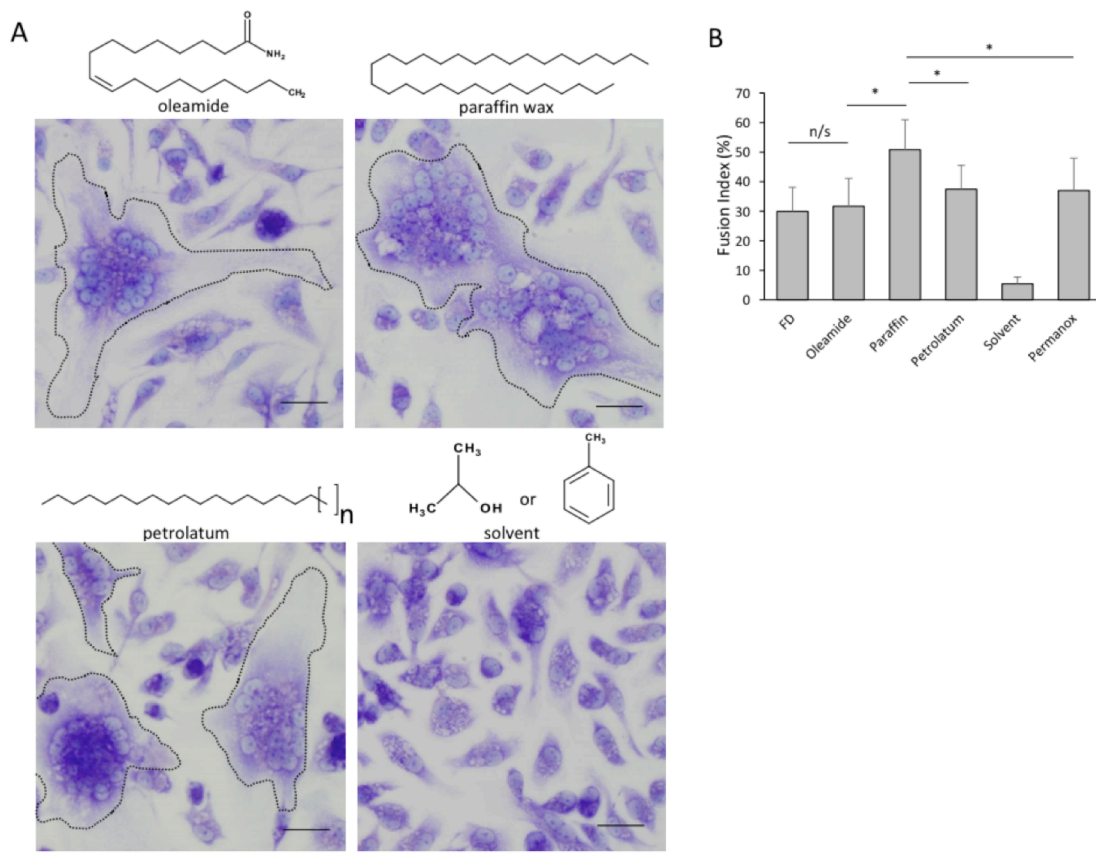 A
O
NH₂
CH₂
oleamide
paraffin wax
B
*
*
*
n/s
Fusion Index (%)
70
60
50
40
30
20
10
0
FD
Oleamide
Paraffin
Petrolatum
Solvent
Permanox
n
petrolatum
CH₃
H₃C
OH
or
CH₃
solvent